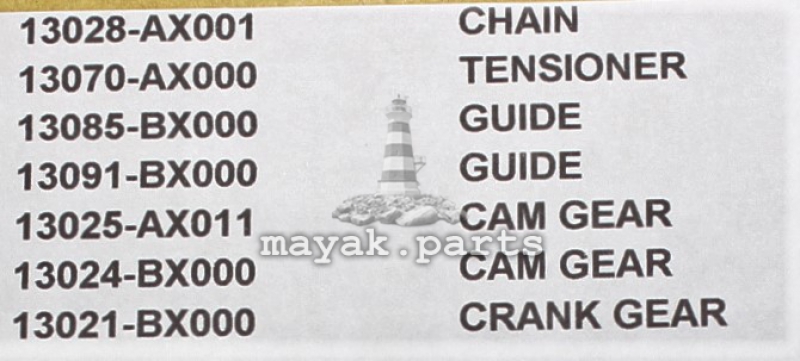 13028-AX001 CHAIN
13070-AX000 TENSIONER
13085-BX000 GUIDE
13091-BX000 GUIDE
13025-AX011 CAM GEAR
mayak.parts
13024-BX000 CAM GEAR
13021-BX000 CRANK GEAR